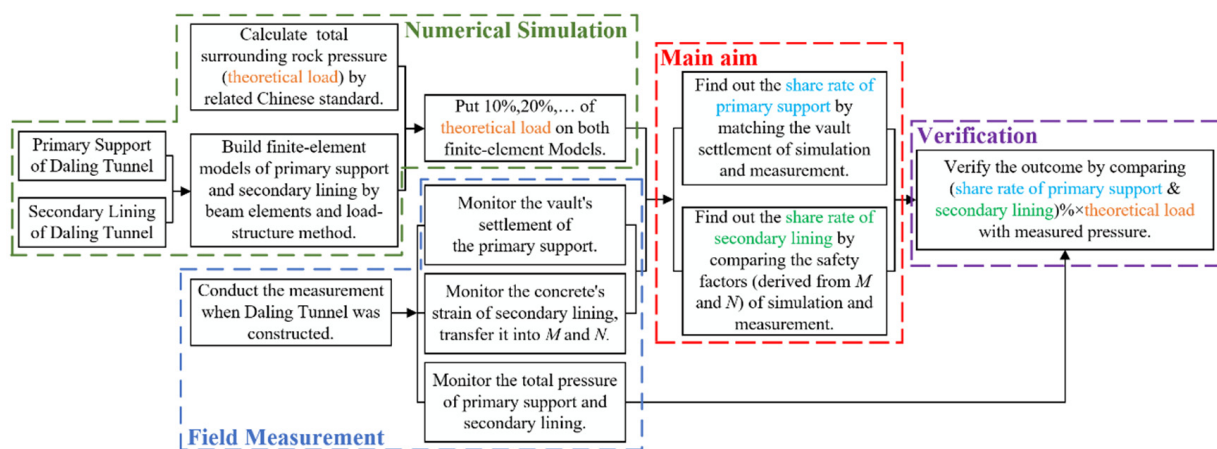 Numerical Simulation
Calculate total
surrounding rock pressure
(theoretical load) by
related Chinese standard.
Primary Support
of Daling Tunnel
Secondary Lining
of Daling Tunnel
Build finite-element
models of primary support
and secondary lining by
beam elements and load-
structure method.
Put 10%,20%,… of
theoretical load on both
finite-element Models.
Field Measurement
Conduct the measurement
when Daling Tunnel was
constructed.
Monitor the vault's
settlement of
the primary support.
Monitor the concrete's
strain of secondary lining,
transfer it into M and N.
Monitor the total pressure
of primary support and
secondary lining.
Main aim
Find out the share rate of
primary support by
matching the vault
settlement of simulation
and measurement.
Find out the share rate of
secondary lining by
comparing the safety
factors (derived from M
and N) of simulation and
measurement.
Verification
Verify the outcome by comparing
(share rate of primary support &
secondary lining)%×theoretical load
with measured pressure.